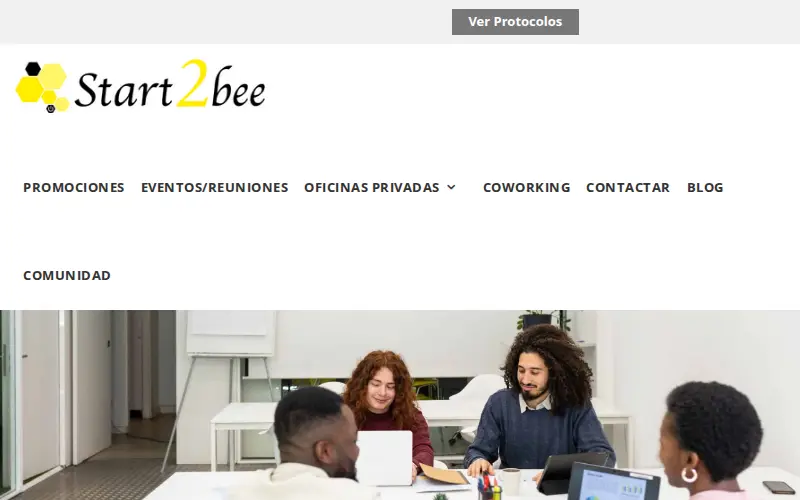 Ver Protocolos
Start2bee
PROMOCIONES EVENTOS/REUNIONES OFICINAS PRIVADAS COWORKING CONTACTAR BLOG
COMUNIDAD